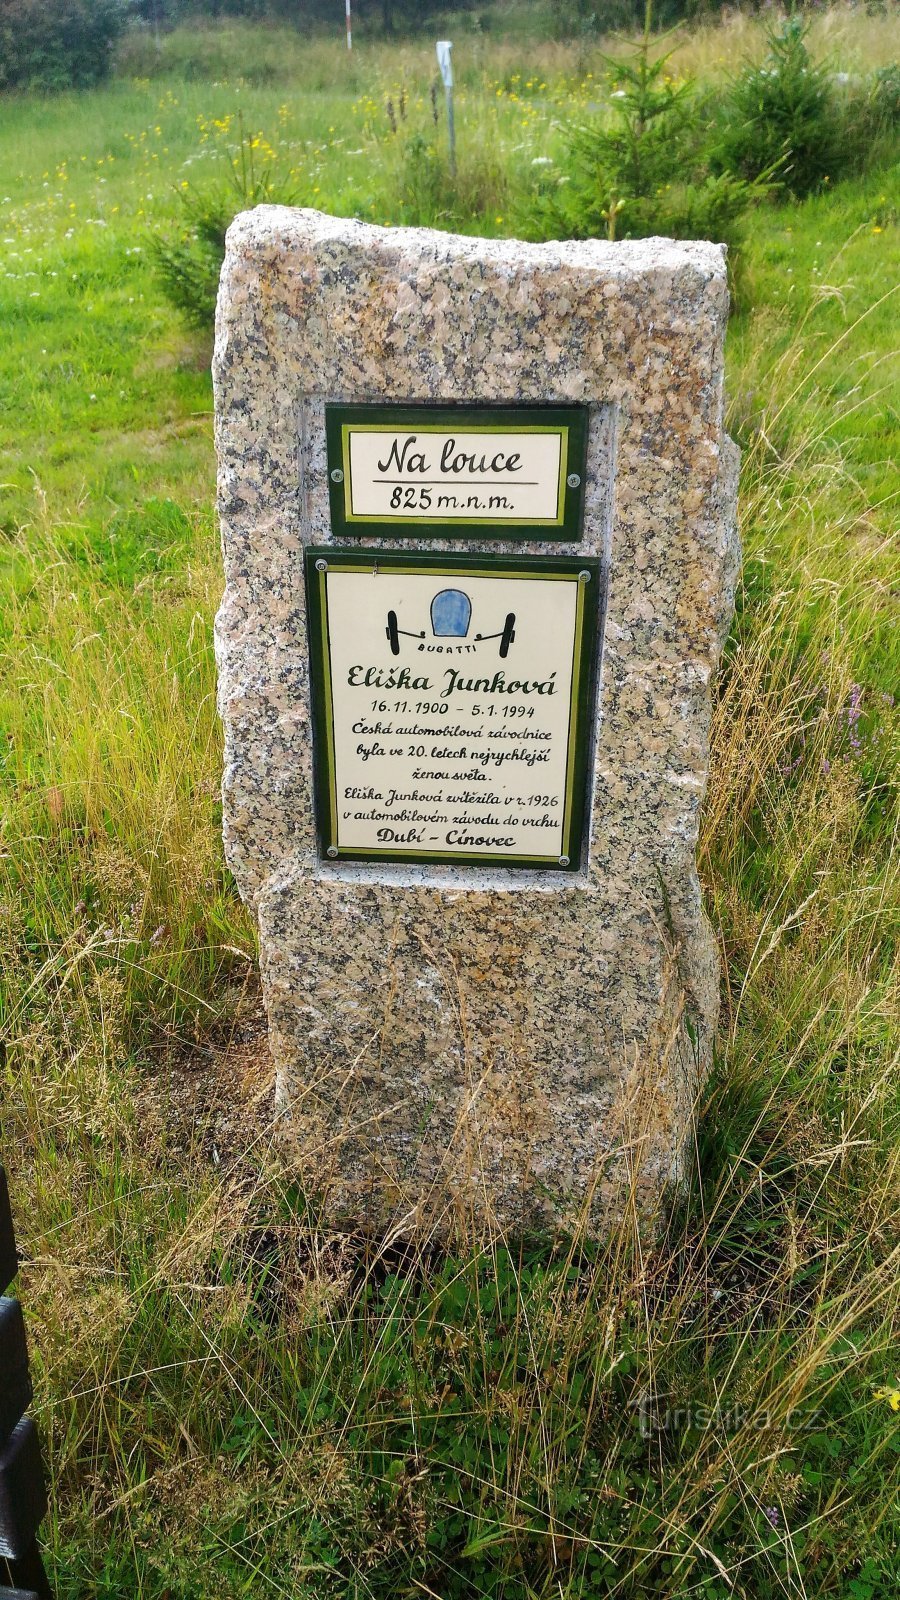 Na louce
825 m.n.m.
BUGATTI
Eliška Junková
16.11.1900 - 5.1.1994
Česká automobilová závodnice
byla ve 20. letech nejrychlejší
ženou světa.
Eliška Junková zvítězila v r. 1926
v automobilovém závodu do vrchu
Dubí - Cínovec
Turistika.cz